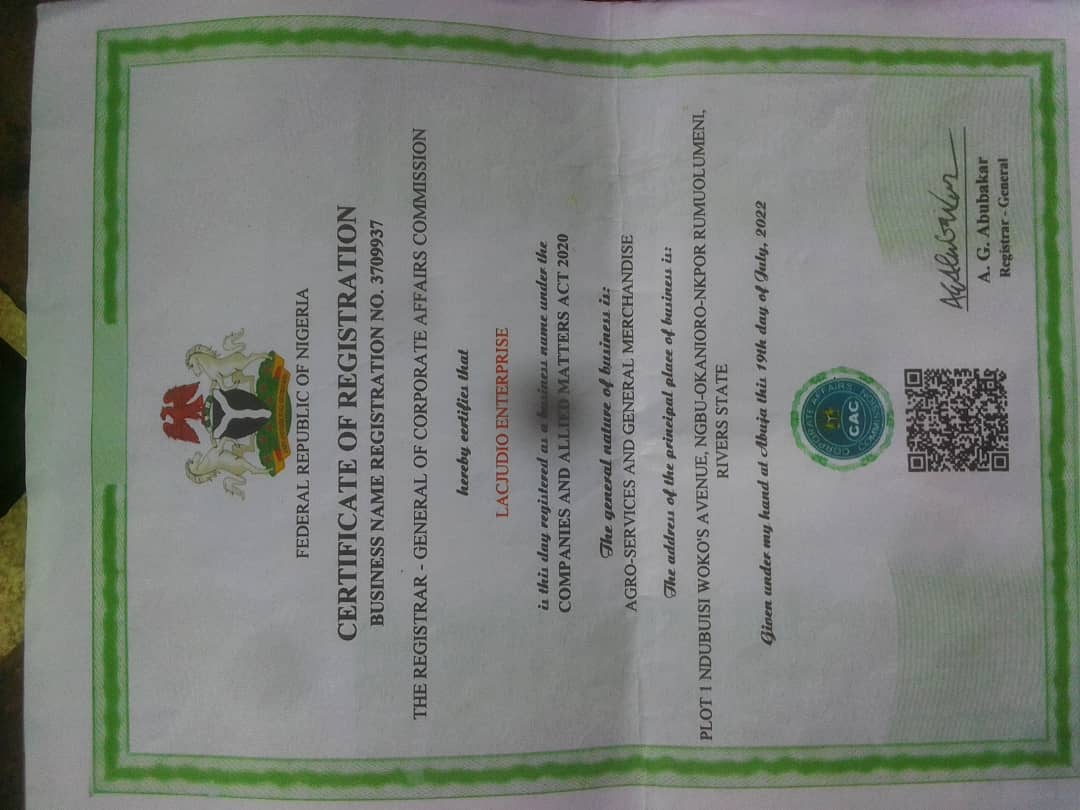 FEDERAL REPUBLIC OF NIGERIA
CERTIFICATE OF REGISTRATION
BUSINESS NAME REGISTRATION NO. 3709937
THE REGISTRAR - GENERAL OF CORPORATE AFFAIRS COMMISSION
hereby certifies that
LACJUDIO ENTERPRISE
is this day registered as a business name under the
COMPANIES AND ALLIED MATTERS ACT 2020
The general nature of business is:
AGRO-SERVICES AND GENERAL MERCHANDISE
The address of the principal place of business is:
PLOT 1 NDUBUISI WOKO'S AVENUE, NGBU-OKANIORO-NKPOR RUMUOLUMENI,
RIVERS STATE
Given under my hand at Abuja this 19th day of July, 2022
CORPORATE AFFAIRS COMMISSION
CAC
A. G. Abubakar
Registrar - General